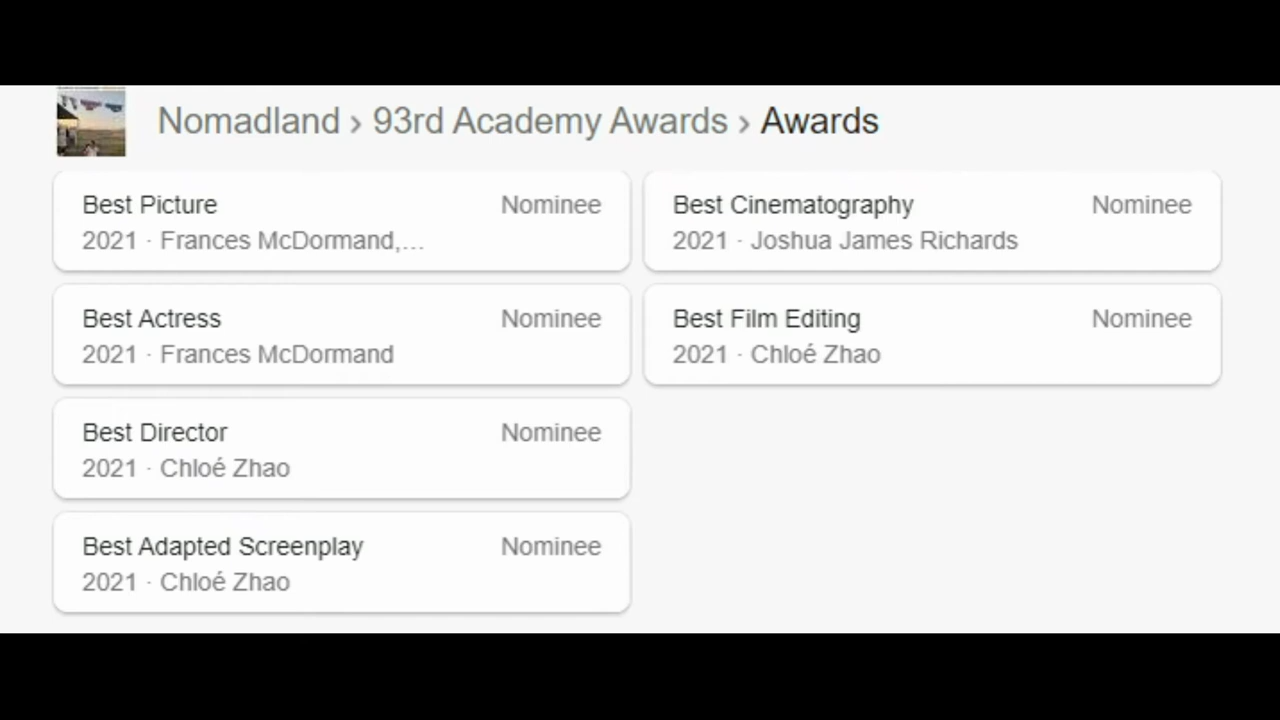 Nomadland › 93rd Academy Awards › Awards
Best Picture Nominee
2021 · Frances McDormand,...
Best Actress Nominee
2021 · Frances McDormand
Best Director Nominee
2021 · Chloé Zhao
Best Adapted Screenplay Nominee
2021 · Chloé Zhao
Best Cinematography Nominee
2021 · Joshua James Richards
Best Film Editing Nominee
2021 · Chloé Zhao